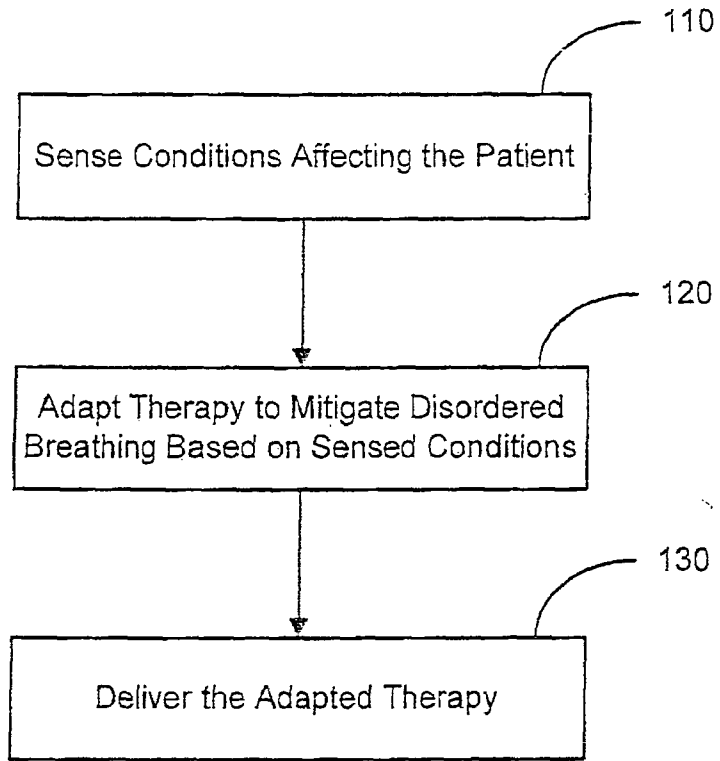 110
Sense Conditions Affecting the Patient
120
Adapt Therapy to Mitigate Disordered
Breathing Based on Sensed Conditions
130
Deliver the Adapted Therapy